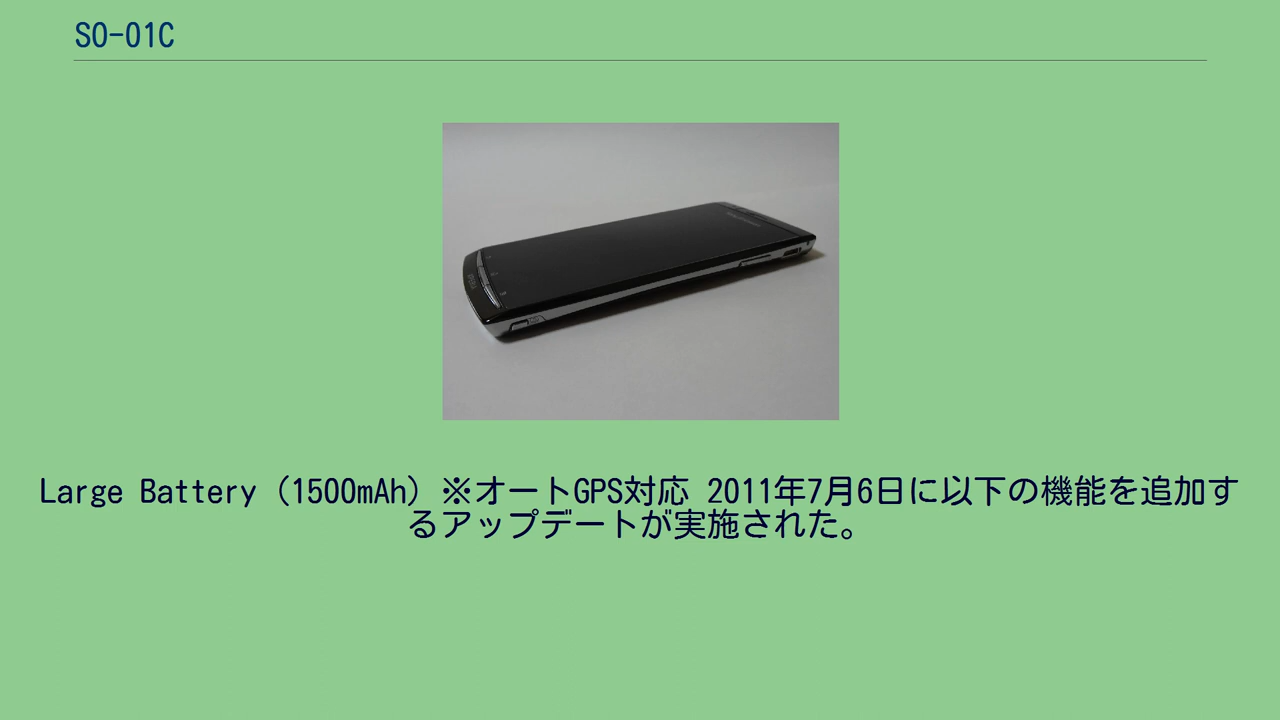 SO-01C
Large Battery (1500mAh) ※オートGPS対応 2011年7月6日に以下の機能を追加す
るアップデートが実施された。